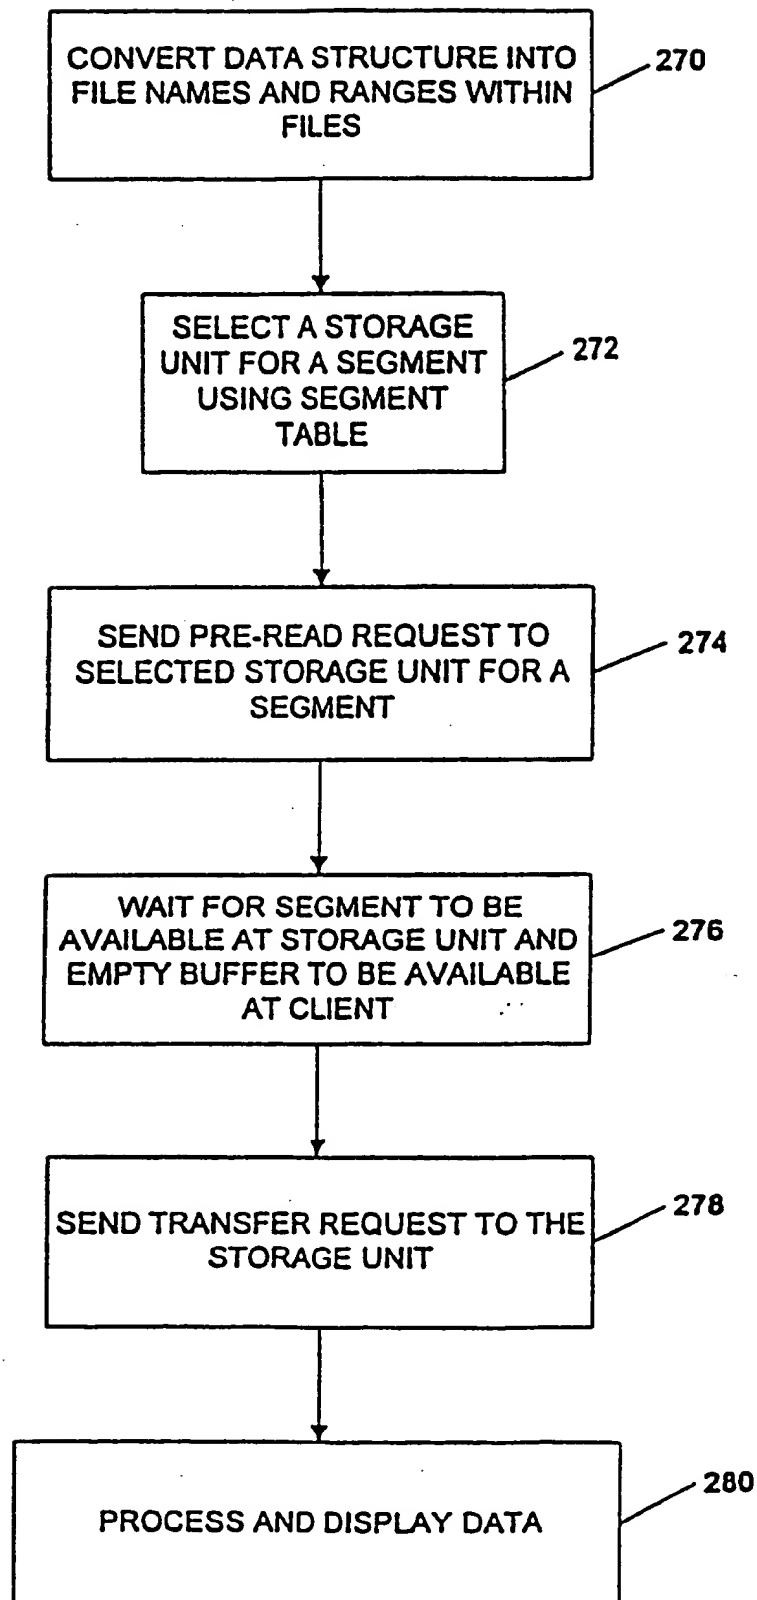 CONVERT DATA STRUCTURE INTO
FILE NAMES AND RANGES WITHIN
FILES
270
SELECT A STORAGE
UNIT FOR A SEGMENT
USING SEGMENT
TABLE
272
SEND PRE-READ REQUEST TO
SELECTED STORAGE UNIT FOR A
SEGMENT
274
WAIT FOR SEGMENT TO BE
AVAILABLE AT STORAGE UNIT AND
EMPTY BUFFER TO BE AVAILABLE
AT CLIENT
276
SEND TRANSFER REQUEST TO THE
STORAGE UNIT
278
PROCESS AND DISPLAY DATA
280